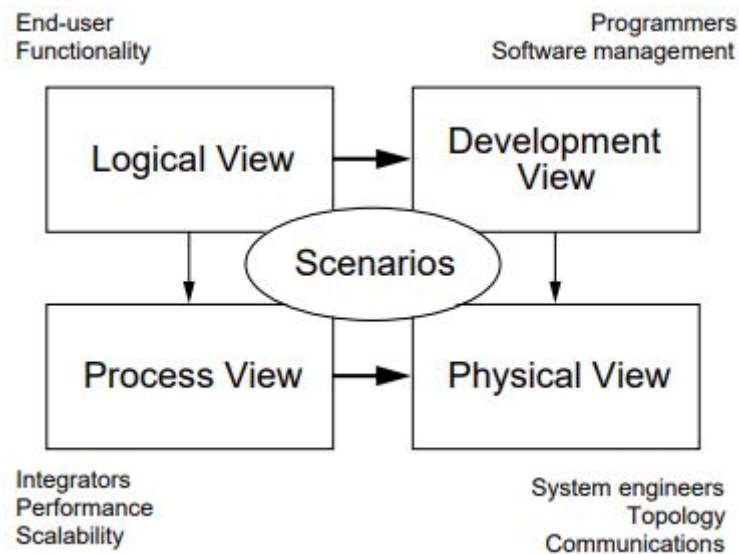 End-user
Functionality
Programmers
Software management
Logical View
Development
View
Scenarios
Process View
Physical View
Integrators
Performance
Scalability
System engineers
Topology
Communications